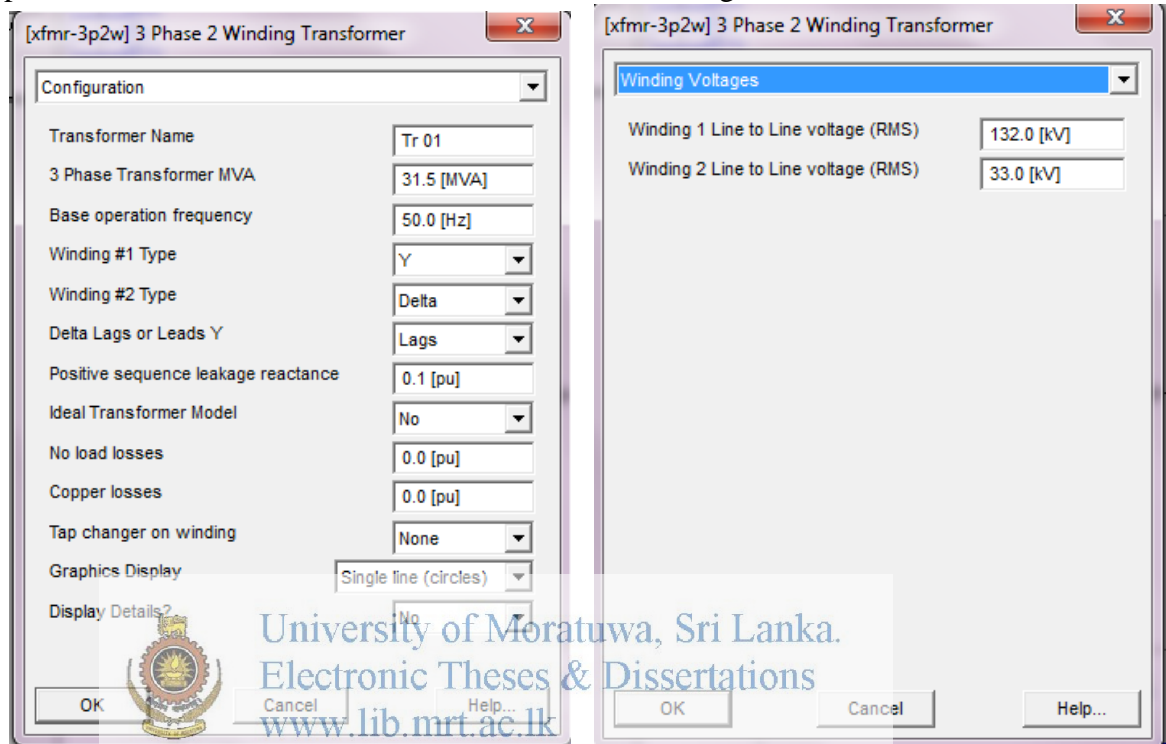 [xfmr-3p2w] 3 Phase 2 Winding Transformer
Configuration
Transformer Name Tr 01
3 Phase Transformer MVA 31.5 [MVA]
Base operation frequency 50.0 [Hz]
Winding #1 Type Y
Winding #2 Type Delta
Delta Lags or Leads Y Lags
Positive sequence leakage reactance 0.1 [pu]
Ideal Transformer Model No
No load losses 0.0 [pu]
Copper losses 0.0 [pu]
Tap changer on winding None
Graphics Display Single line (circles)
Display Details? No
OK Cancel Help...
[xfmr-3p2w] 3 Phase 2 Winding Transformer
Winding Voltages
Winding 1 Line to Line voltage (RMS) 132.0 [kV]
Winding 2 Line to Line voltage (RMS) 33.0 [kV]
OK Cancel Help...
University of Moratuwa, Sri Lanka.
Electronic Theses & Dissertations
www.lib.mrt.ac.lk